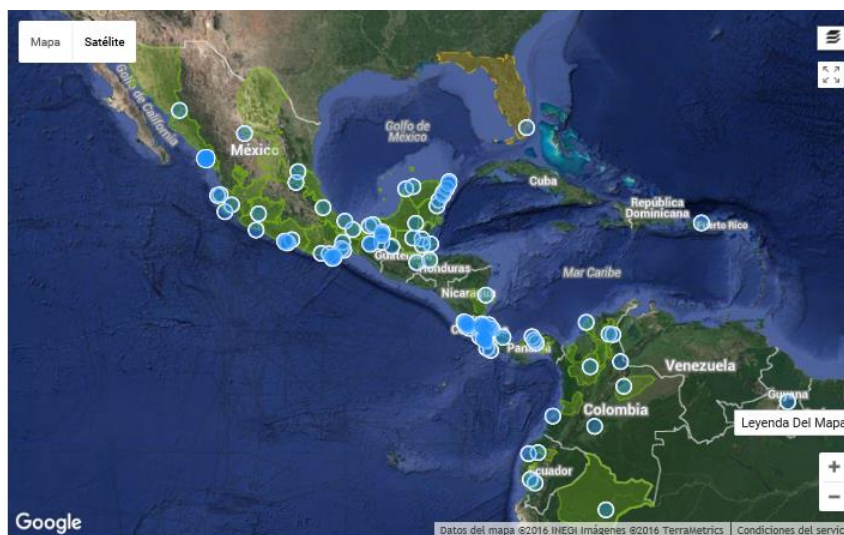 Mapa
Satélite
Golfo de California
Golfo de
México
México
Cuba
República
Dominicana
Puerto Rico
Honduras
Mar Caribe
Nicaragua
Panamá
Venezuela
Guyana
Colombia
Leyenda Del Mapa
cuador
+
−
Google
Datos del mapa ©2016 INEGI Imágenes ©2016 TerraMetrics
Condiciones del servic